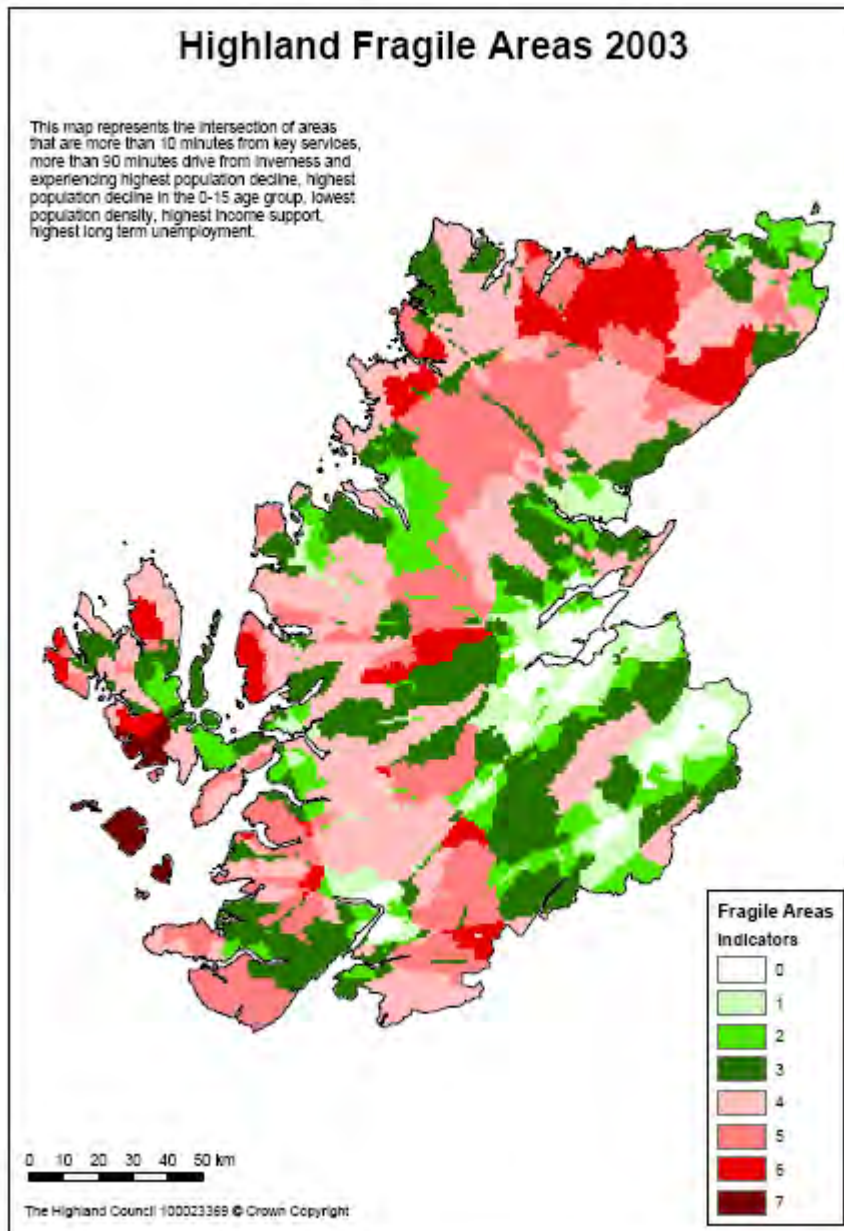 Highland Fragile Areas 2003
This map represents the intersection of areas
that are more than 10 minutes from key services,
more than 90 minutes drive from Inverness and
experiencing highest population decline, highest
population decline in the 0-15 age group, lowest
population density, highest income support,
highest long term unemployment.
Fragile Areas
Indicators
0
1
2
3
4
5
6
7
0 10 20 30 40 50 km
The Highland Council 100023369 © Crown Copyright